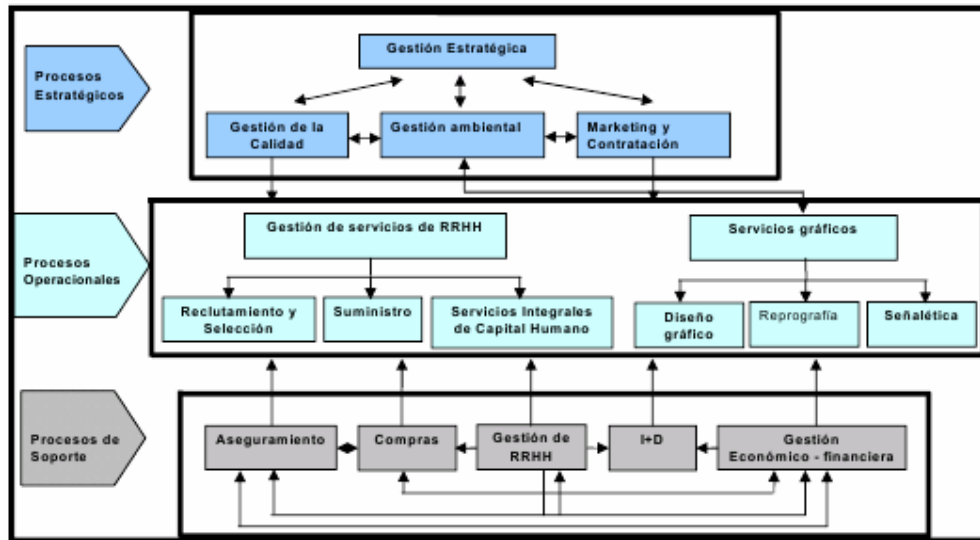 Gestión Estratégica
Procesos
Estratégicos
Gestión de la
Calidad
Gestión ambiental
Marketing y
Contratación
Gestión de servicios de RRHH
Servicios gráficos
Procesos
Operacionales
Reclutamiento y
Selección
Suministro
Servicios Integrales
de Capital Humano
Diseño
gráfico
Reprografía
Señalética
Procesos de
Soporte
Aseguramiento
Compras
Gestión de
RRHH
I+D
Gestión
Económico - financiera